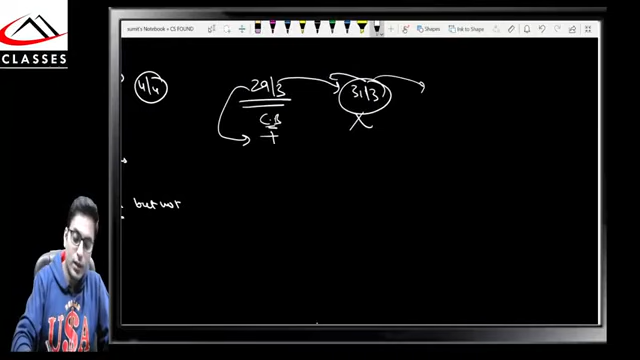 CLASSES
sumit's Notebook • CS FOUND
Shapes
Ink to Shape
4/4
29/3
31/3
C.B
but not
USA